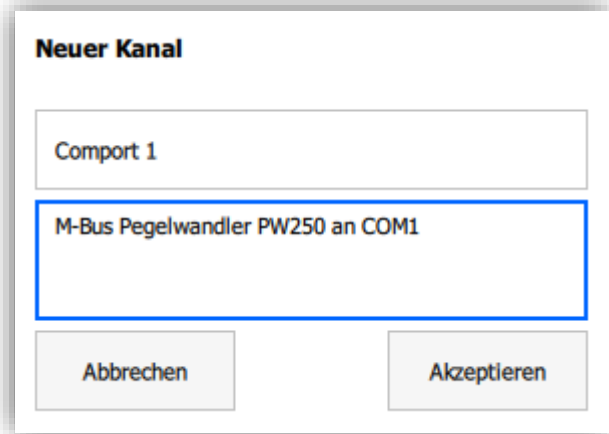 Neuer Kanal
Comport 1
M-Bus Pegelwandler PW250 an COM1
Abbrechen
Akzeptieren